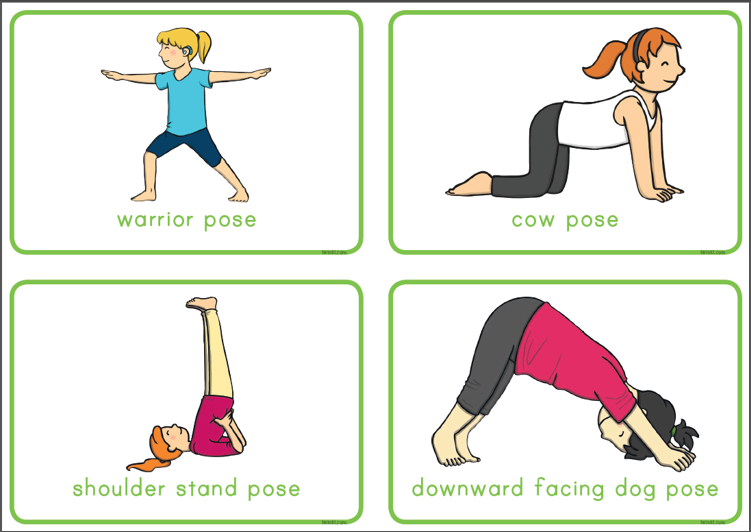 warrior pose
cow pose
shoulder stand pose
downward facing dog pose